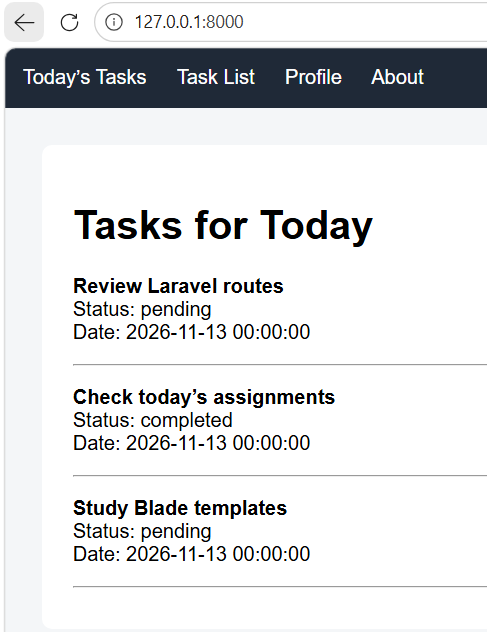 127.0.0.1:8000
Today’s Tasks Task List Profile About
Tasks for Today
Review Laravel routes
Status: pending
Date: 2026-11-13 00:00:00
Check today’s assignments
Status: completed
Date: 2026-11-13 00:00:00
Study Blade templates
Status: pending
Date: 2026-11-13 00:00:00